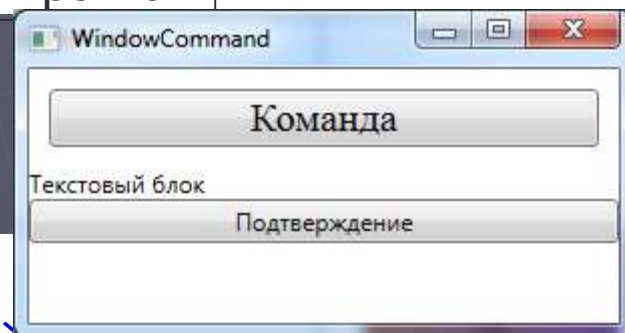 WindowCommand
Команда
Текстовый блок
Подтверждение